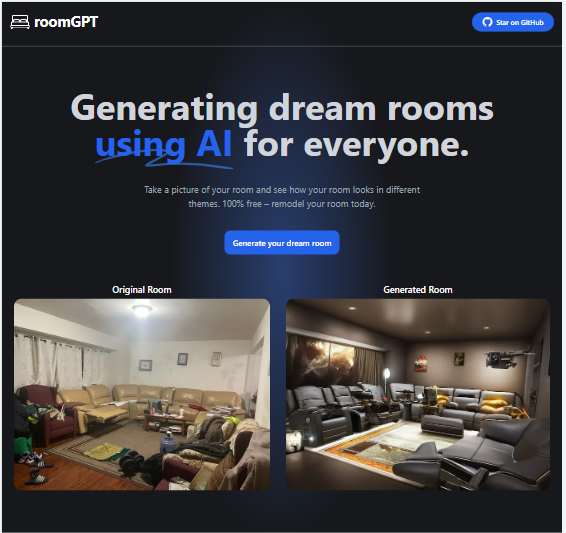 roomGPT
Star on GitHub
Generating dream rooms
using AI for everyone.
Take a picture of your room and see how your room looks in different
themes. 100% free – remodel your room today.
Generate your dream room
Original Room
Generated Room